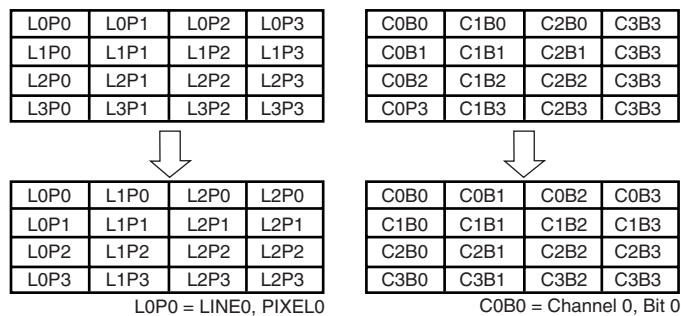 L0P0 L0P1 L0P2 L0P3
L1P0 L1P1 L1P2 L1P3
L2P0 L2P1 L2P2 L2P3
L3P0 L3P1 L3P2 L3P3
L0P0 L1P0 L2P0 L2P0
L0P1 L1P1 L2P1 L2P1
L0P2 L1P2 L2P2 L2P2
L0P3 L1P3 L2P3 L2P3
L0P0 = LINE0, PIXEL0
C0B0 C1B0 C2B0 C3B3
C0B1 C1B1 C2B1 C3B3
C0B2 C1B2 C2B2 C3B3
C0P3 C1B3 C2B3 C3B3
C0B0 C0B1 C0B2 C0B3
C1B0 C1B1 C1B2 C1B3
C2B0 C2B1 C2B2 C2B3
C3B0 C3B1 C3B2 C3B3
C0B0 = Channel 0, Bit 0